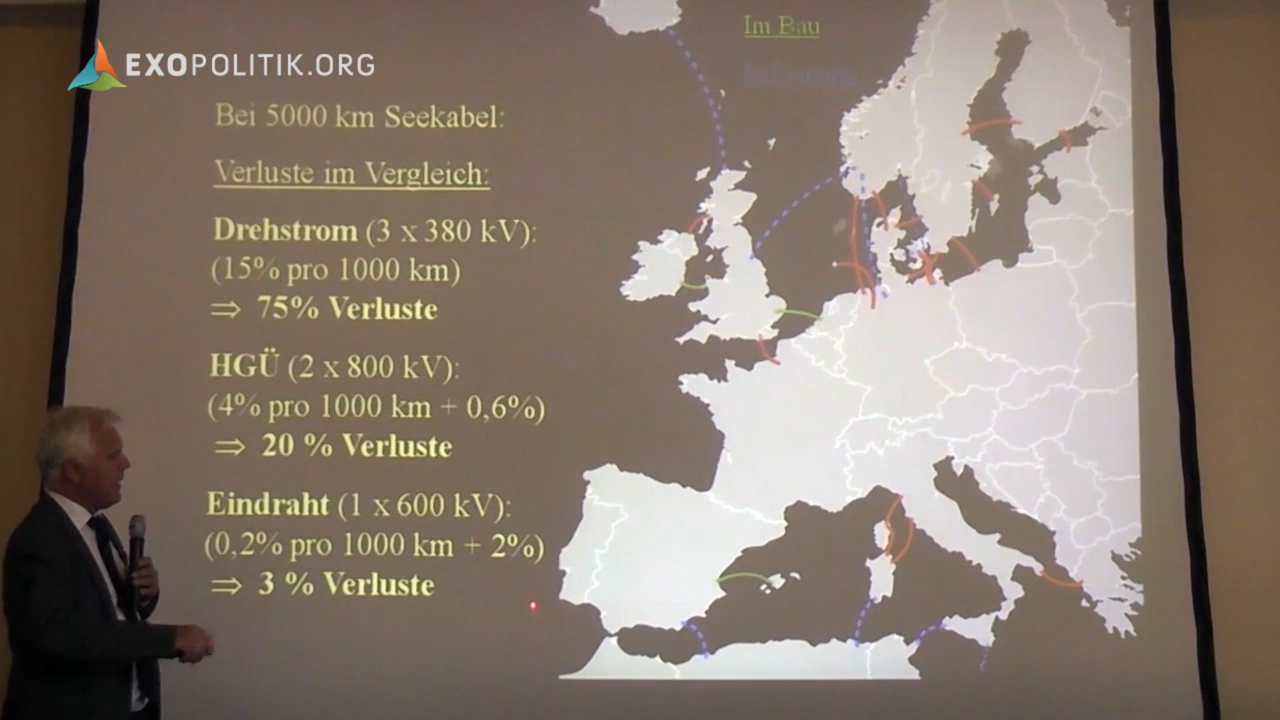 EXOPOLITIK.ORG
Im Bau
Bei 5000 km Seekabel:
Verluste im Vergleich:
Drehstrom (3 x 380 kV):
(15% pro 1000 km)
⇒ 75% Verluste
HGÜ (2 x 800 kV):
(4% pro 1000 km + 0,6%)
⇒ 20 % Verluste
Eindraht (1 x 600 kV):
(0,2% pro 1000 km + 2%)
⇒ 3 % Verluste